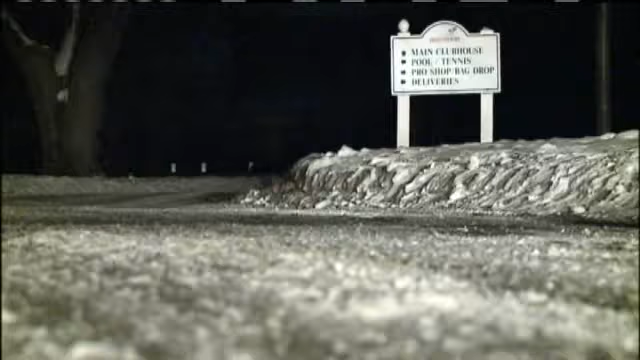 MAIN CLUBHOUSE
POOL / TENNIS
PRO SHOP/BAG DROP
DELIVERIES